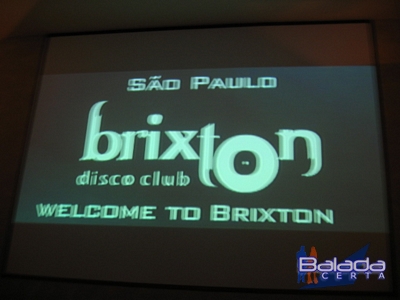 SÃO PAULO
brixton
disco club
WELCOME TO BRIXTON
Balada
CERTA